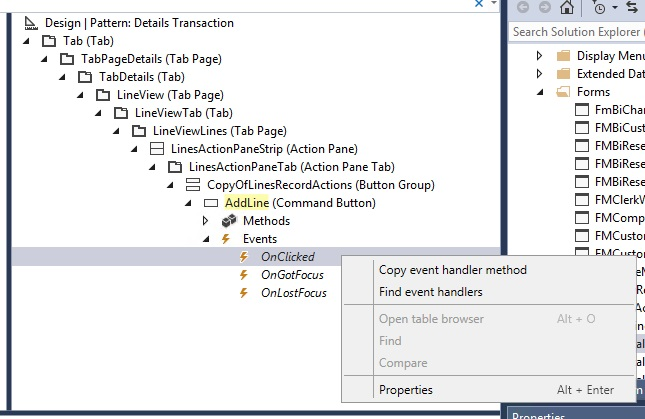 Design | Pattern: Details Transaction
Tab (Tab)
TabPageDetails (Tab Page)
TabDetails (Tab)
LineView (Tab Page)
LineViewTab (Tab)
LineViewLines (Tab Page)
LinesActionPaneStrip (Action Pane)
LinesActionPaneTab (Action Pane Tab)
CopyOfLinesRecordActions (Button Group)
AddLine (Command Button)
Methods
Events
OnClicked
OnGotFocus
OnLostFocus
Copy event handler method
Find event handlers
Open table browser Alt + O
Find
Compare
Properties Alt + Enter
Search Solution Explorer (
Display Menu
Extended Dat
Forms
FmBiChar
FMBiCus
FMBiRese
FMBiRese
FMBiRese
FMClerkW
FMComp
FMCusto
FMCustom
Properties